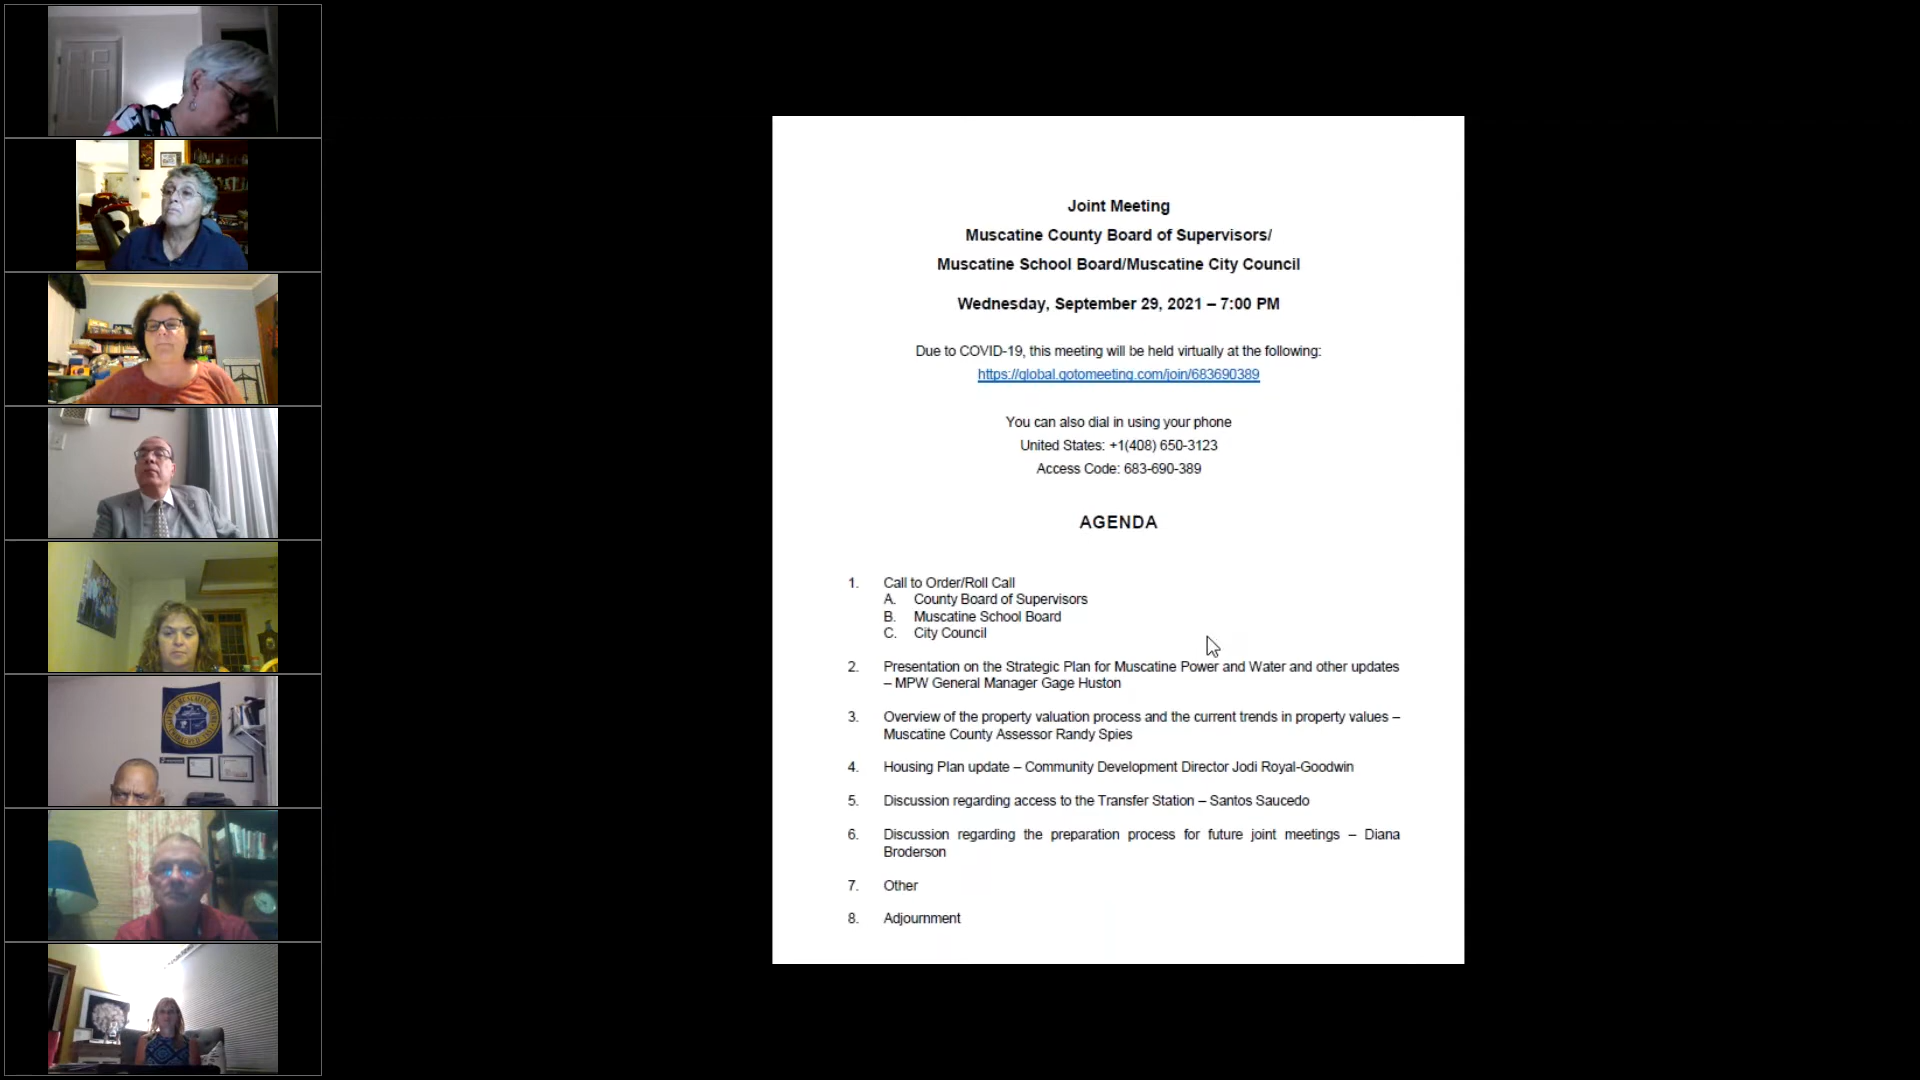 Joint Meeting
Muscatine County Board of Supervisors/
Muscatine School Board/Muscatine City Council
Wednesday, September 29, 2021 – 7:00 PM
Due to COVID-19, this meeting will be held virtually at the following:
https://global.gotomeeting.com/join/683690389
You can also dial in using your phone
United States: +1(408) 650-3123
Access Code: 683-690-389
AGENDA
1. Call to Order/Roll Call
A. County Board of Supervisors
B. Muscatine School Board
C. City Council
2. Presentation on the Strategic Plan for Muscatine Power and Water and other updates
– MPW General Manager Gage Huston
3. Overview of the property valuation process and the current trends in property values –
Muscatine County Assessor Randy Spies
4. Housing Plan update – Community Development Director Jodi Royal-Goodwin
5. Discussion regarding access to the Transfer Station – Santos Saucedo
6. Discussion regarding the preparation process for future joint meetings – Diana
Broderson
7. Other
8. Adjournment